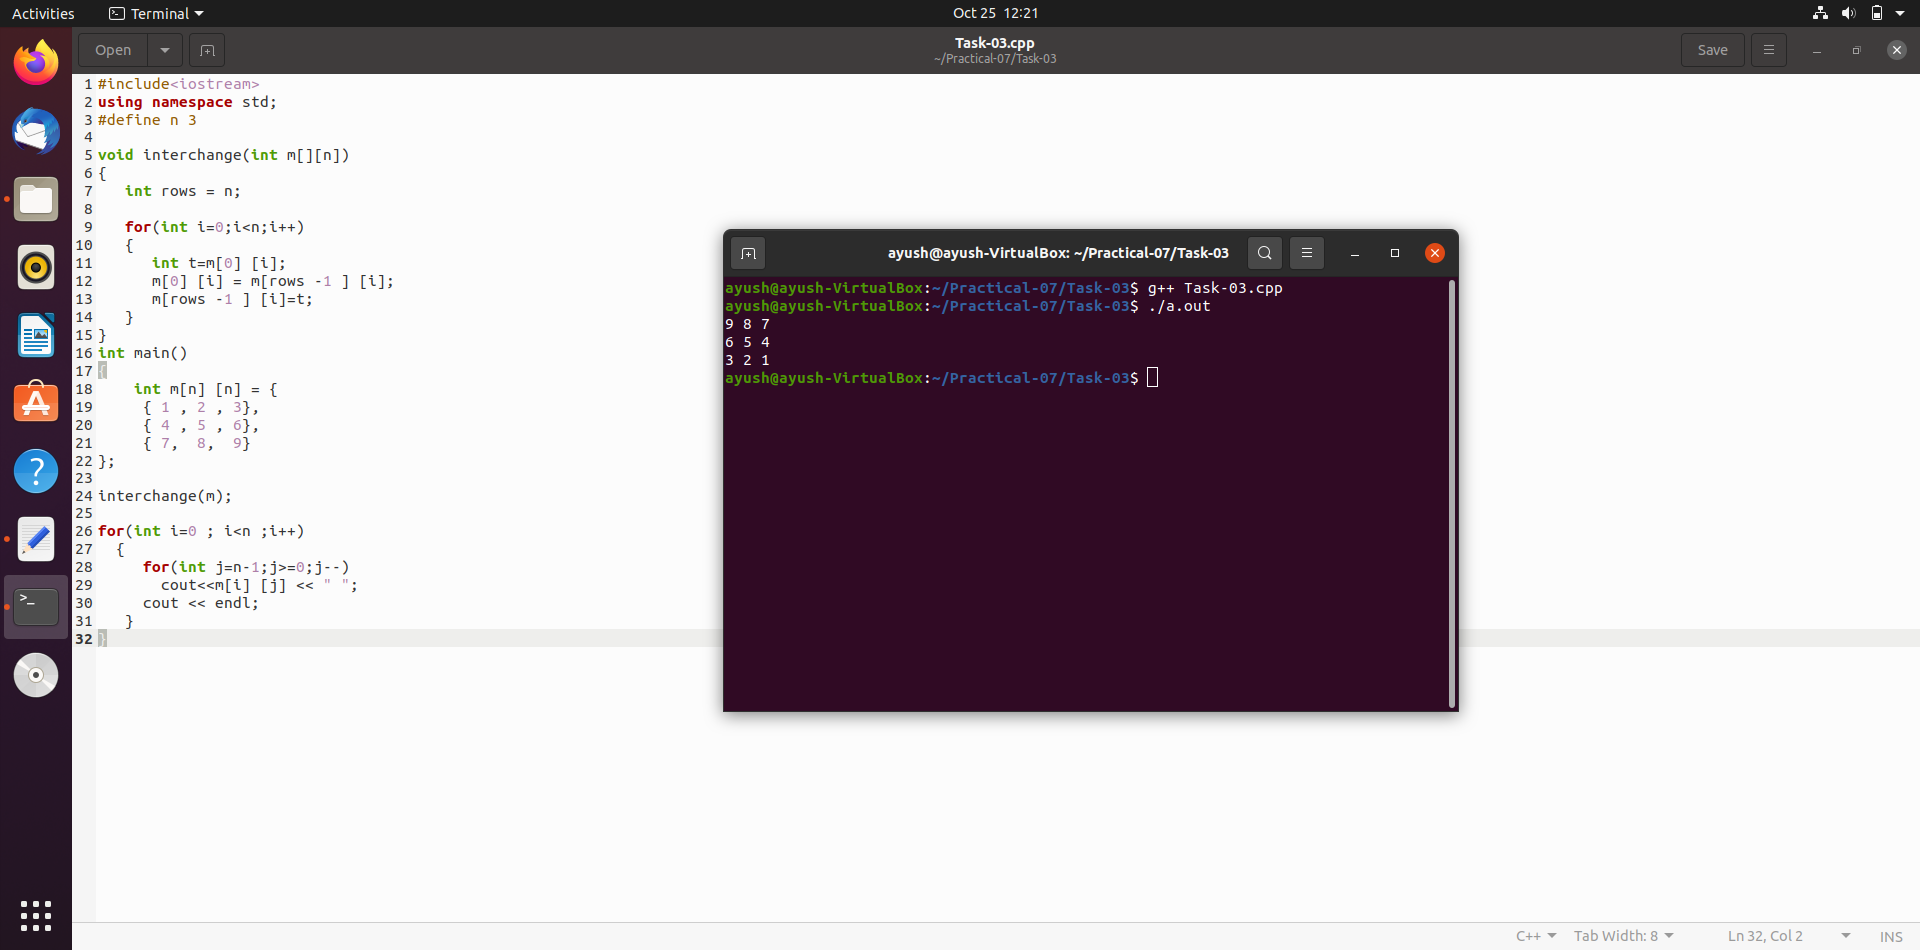 Activities
Terminal
Oct 25 12:21
Open
Task-03.cpp
~/Practical-07/Task-03
Save
1 #include<iostream>
2 using namespace std;
3 #define n 3
4
5 void interchange(int m[][n])
6 {
7    int rows = n;
8
9    for(int i=0;i<n;i++)
10    {
11       int t=m[0] [i];
12       m[0] [i] = m[rows -1 ] [i];
13       m[rows -1 ] [i]=t;
14    }
15 }
16 int main()
17 {
18     int m[n] [n] = {
19      { 1 , 2 , 3},
20      { 4 , 5 , 6},
21      { 7,  8,  9}
22 };
23
24 interchange(m);
25
26 for(int i=0 ; i<n ;i++)
27   {
28      for(int j=n-1;j>=0;j--)
29        cout<<m[i] [j] << " ";
30      cout << endl;
31    }
32 }
ayush@ayush-VirtualBox: ~/Practical-07/Task-03
ayush@ayush-VirtualBox:~/Practical-07/Task-03$ g++ Task-03.cpp
ayush@ayush-VirtualBox:~/Practical-07/Task-03$ ./a.out
9 8 7
6 5 4
3 2 1
ayush@ayush-VirtualBox:~/Practical-07/Task-03$
C++
Tab Width: 8
Ln 32, Col 2
INS